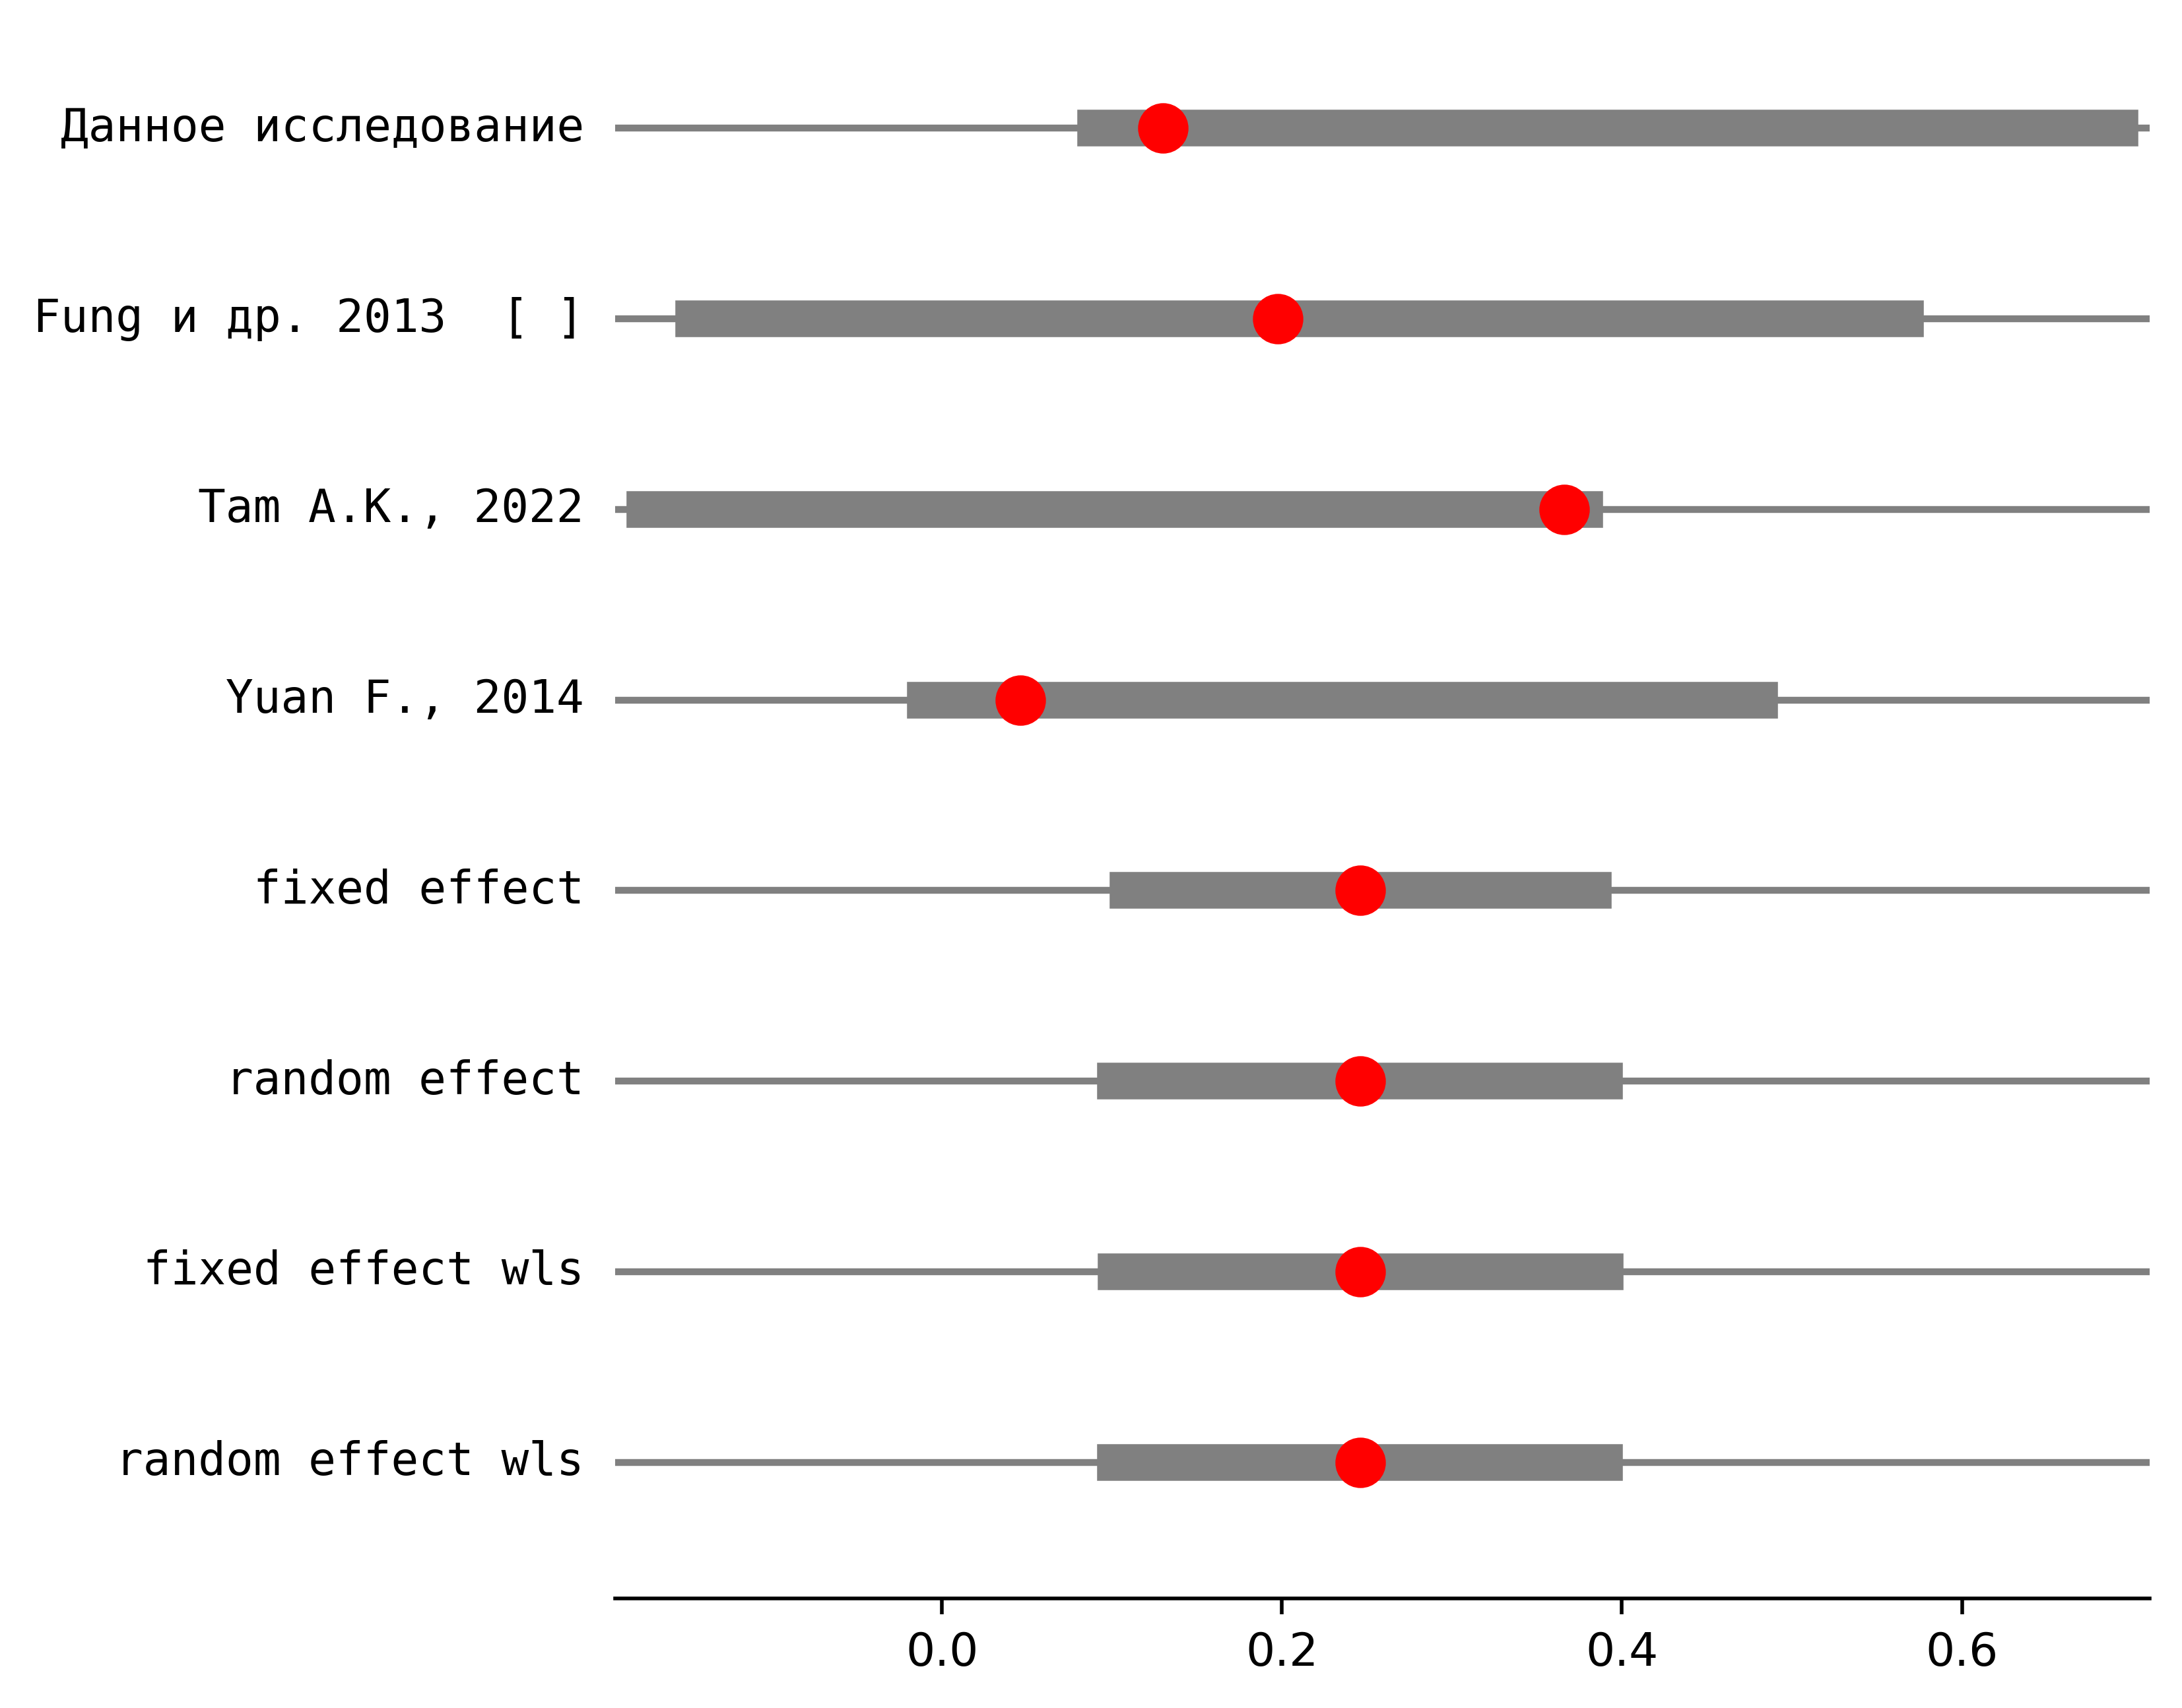 Данное исследование
Fung и др. 2013  [ ]
Tam A.K., 2022
Yuan F., 2014
fixed effect
random effect
fixed effect wls
random effect wls
0.0 0.2 0.4 0.6